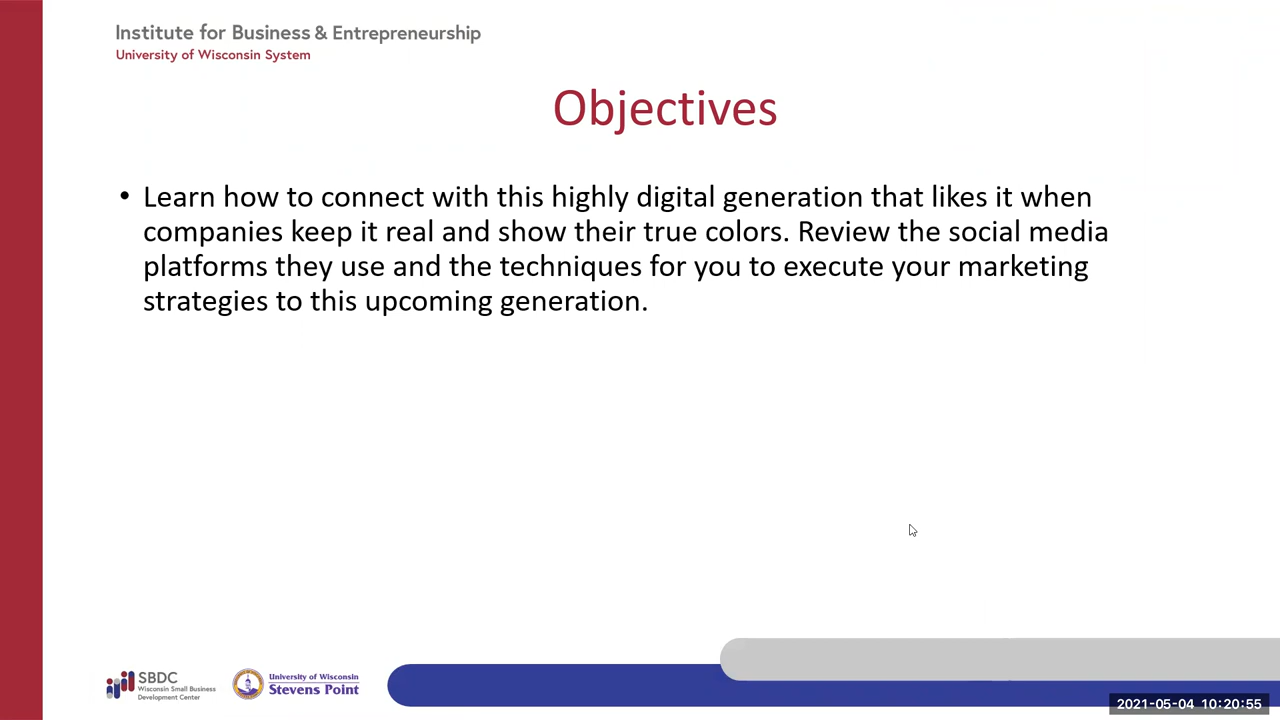 Institute for Business & Entrepreneurship
University of Wisconsin System
Objectives
• Learn how to connect with this highly digital generation that likes it when
companies keep it real and show their true colors. Review the social media
platforms they use and the techniques for you to execute your marketing
strategies to this upcoming generation.
SBDC
Wisconsin Small Business
Development Center
University of Wisconsin
Stevens Point
2021-05-04 10:20:55